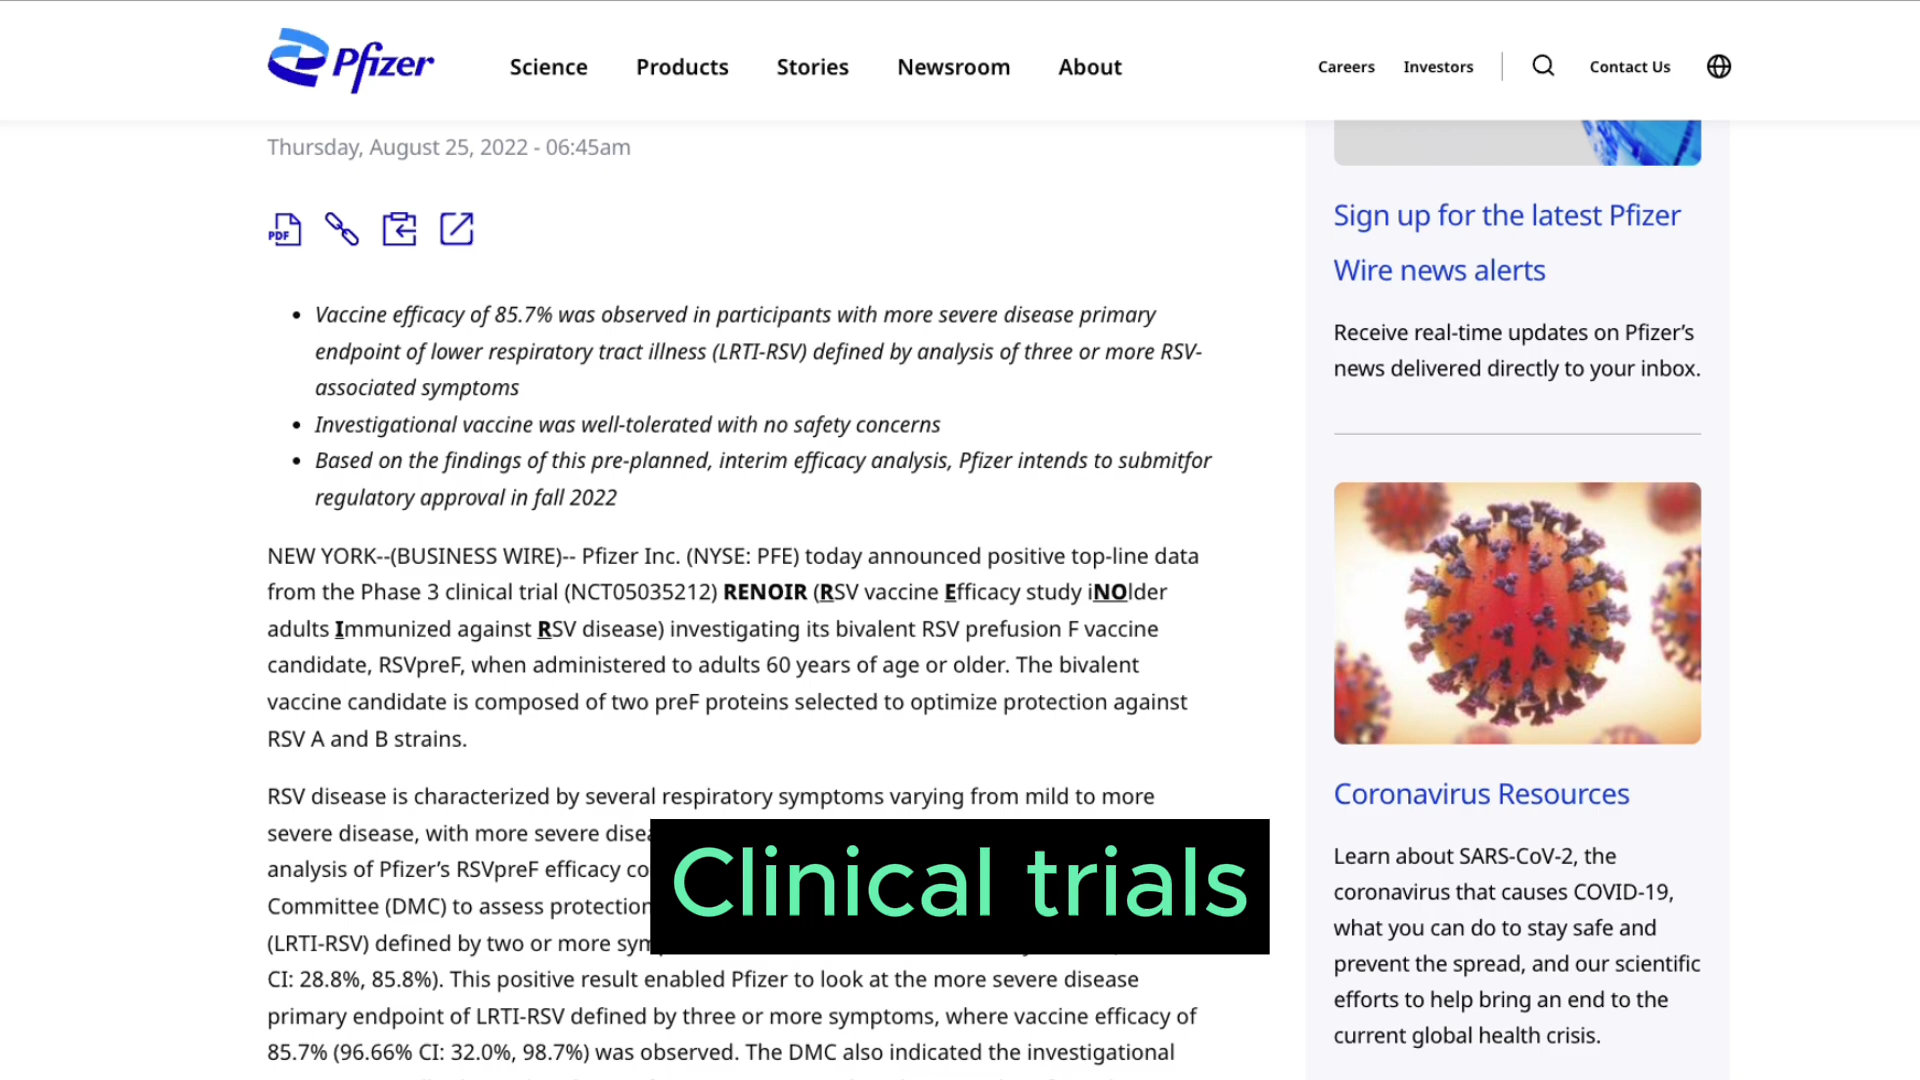 Pfizer
Science Products Stories Newsroom About
Careers Investors Contact Us
Thursday, August 25, 2022 - 06:45am
PDF
• Vaccine efficacy of 85.7% was observed in participants with more severe disease primary
endpoint of lower respiratory tract illness (LRTI-RSV) defined by analysis of three or more RSV-
associated symptoms
• Investigational vaccine was well-tolerated with no safety concerns
• Based on the findings of this pre-planned, interim efficacy analysis, Pfizer intends to submitfor
regulatory approval in fall 2022
NEW YORK--(BUSINESS WIRE)-- Pfizer Inc. (NYSE: PFE) today announced positive top-line data
from the Phase 3 clinical trial (NCT05035212) RENOIR (RSV vaccine Efficacy study iNOlder
adults Immunized against RSV disease) investigating its bivalent RSV prefusion F vaccine
candidate, RSVpreF, when administered to adults 60 years of age or older. The bivalent
vaccine candidate is composed of two preF proteins selected to optimize protection against
RSV A and B strains.
RSV disease is characterized by several respiratory symptoms varying from mild to more
severe disease, with more severe
analysis of Pfizer’s RSVpreF efficacy
Committee (DMC) to assess protection
(LRTI-RSV) defined by two or more
CI: 28.8%, 85.8%). This positive result enabled Pfizer to look at the more severe disease
primary endpoint of LRTI-RSV defined by three or more symptoms, where vaccine efficacy of
85.7% (96.66% CI: 32.0%, 98.7%) was observed. The DMC also indicated the investigational
Clinical trials
Sign up for the latest Pfizer
Wire news alerts
Receive real-time updates on Pfizer’s
news delivered directly to your inbox.
Coronavirus Resources
Learn about SARS-CoV-2, the
coronavirus that causes COVID-19,
what you can do to stay safe and
prevent the spread, and our scientific
efforts to help bring an end to the
current global health crisis.